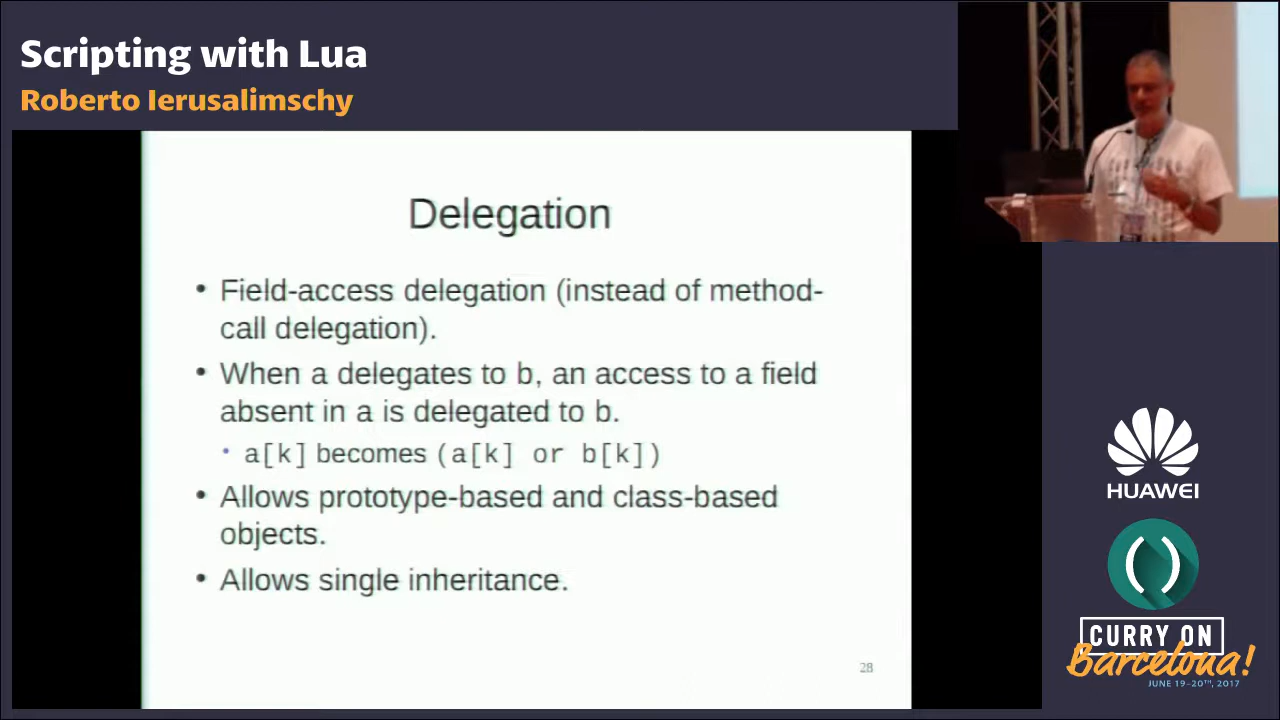 Scripting with Lua
Roberto Ierusalimschy
Delegation
• Field-access delegation (instead of method-
call delegation).
• When a delegates to b, an access to a field
absent in a is delegated to b.
• a[k] becomes (a[k] or b[k])
• Allows prototype-based and class-based
objects.
• Allows single inheritance.
28
HUAWEI
()
CURRY ON
Barcelona!
JUNE 19-20TH, 2017